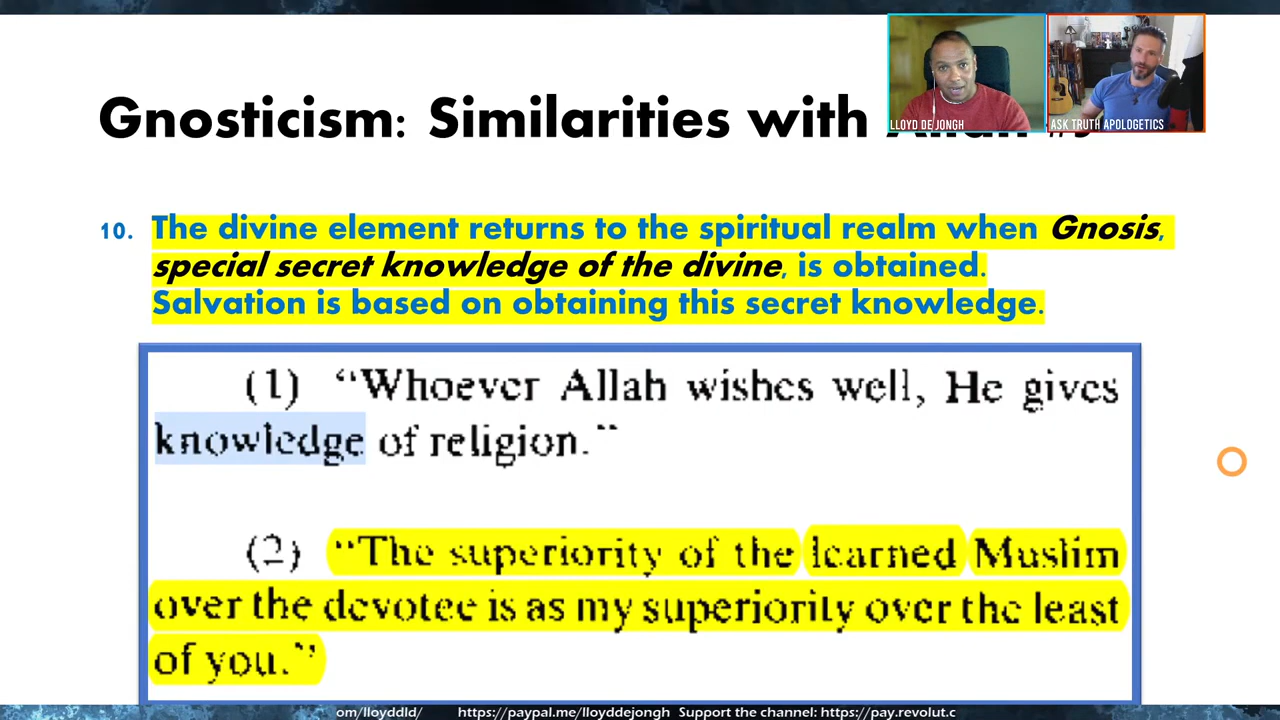 Gnosticism: Similarities with
LLOYD DE JONGH
ASK TRUTH APOLOGETICS
10. The divine element returns to the spiritual realm when Gnosis,
special secret knowledge of the divine, is obtained.
Salvation is based on obtaining this secret knowledge.
(1) “Whoever Allah wishes well, He gives
knowledge of religion.”
(2) “The superiority of the learned Muslim
over the devotee is as my superiority over the least
of you.”
om/lloyddld/ https://paypal.me/lloyddejongh Support the channel: https://pay.revolut.c